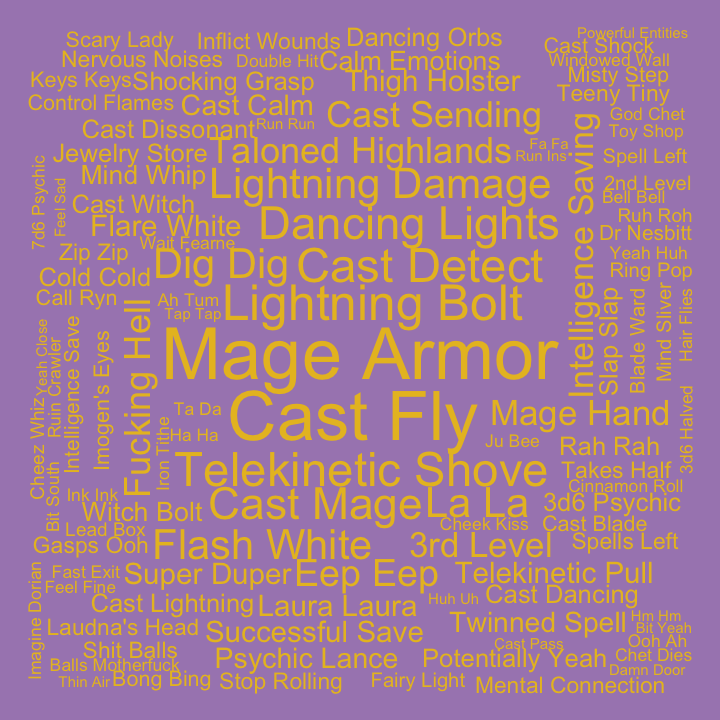 Powerful Entities
Scary Lady
Inflict Wounds
Dancing Orbs
Cast Shock
Nervous Noises
Double Hit
Calm Emotions
Windowed Wall
Keys Keys
Shocking Grasp
Thigh Holster
Misty Step
Teeny Tiny
Control Flames
Cast Calm
Cast Sending
God Chet
Cast Dissonant
Run Run
Toy Shop
Jewelry Store
Taloned Highlands
Fa Fa
Run Ins
Spell Left
Mind Whip
Lightning Damage
2nd Level
Bell Bell
7d6 Psychic
Feel Sad
Cast Witch
Flare White
Dancing Lights
Intelligence Saving
Ruh Roh
Dr Nesbitt
Wait Fearne
Zip Zip
Dig Dig
Cast Detect
Yeah Huh
Ring Pop
Cold Cold
Call Ryn
Ah Tum
Tap Tap
Lightning Bolt
Slap Slap
Blade Ward
Mind Sliver
Hair Flies
Yeah Close
Ruin Crawler
Intelligence Save
Imogen's Eyes
Fucking Hell
Mage Armor
Cheez Whiz
Ta Da
Cast Fly
Mage Hand
3d6 Halved
Ha Ha
Iron Tithe
Ju Bee
Rah Rah
Telekinetic Shove
Takes Half
Bit South
Ink Ink
Cinnamon Roll
Witch Bolt
Cast Mage
La La
3d6 Psychic
Lead Box
Cheek Kiss
Cast Blade
Gasps Ooh
Flash White
3rd Level
Spells Left
Imagine Dorian
Fast Exit
Super Duper
Eep Eep
Telekinetic Pull
Feel Fine
Cast Lightning
Laura Laura
Huh Uh
Cast Dancing
Laudna's Head
Successful Save
Twinned Spell
Hm Hm
Bit Yeah
Shit Balls
Cast Pass
Ooh Ah
Balls Motherfuck
Psychic Lance
Potentially Yeah
Chet Dies
Thin Air
Bong Bing
Stop Rolling
Fairy Light
Mental Connection
Damn Door